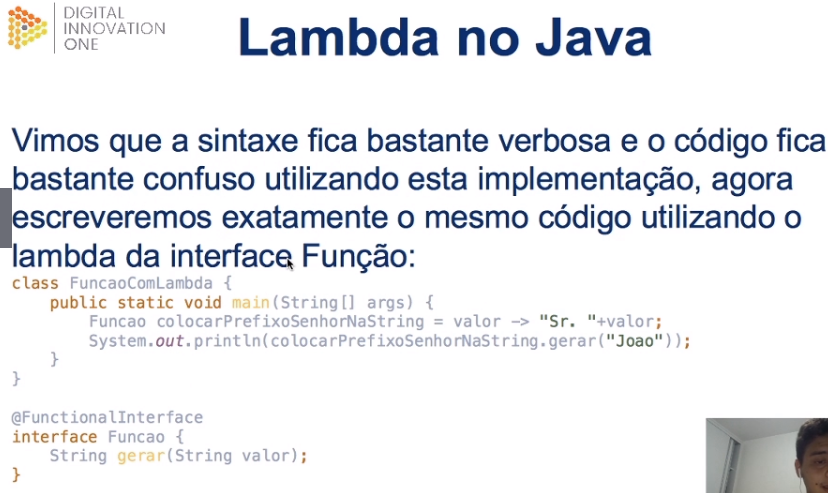 DIGITAL
INNOVATION
ONE
Lambda no Java
Vimos que a sintaxe fica bastante verbosa e o código fica
bastante confuso utilizando esta implementação, agora
escreveremos exatamente o mesmo código utilizando o
lambda da interface Função:
class FuncaoComLambda {
    public static void main(String[] args) {
        Funcao colocarPrefixoSenhorNaString = valor -> "Sr. "+valor;
        System.out.println(colocarPrefixoSenhorNaString.gerar("Joao"));
    }
}
@FunctionalInterface
interface Funcao {
    String gerar(String valor);
}